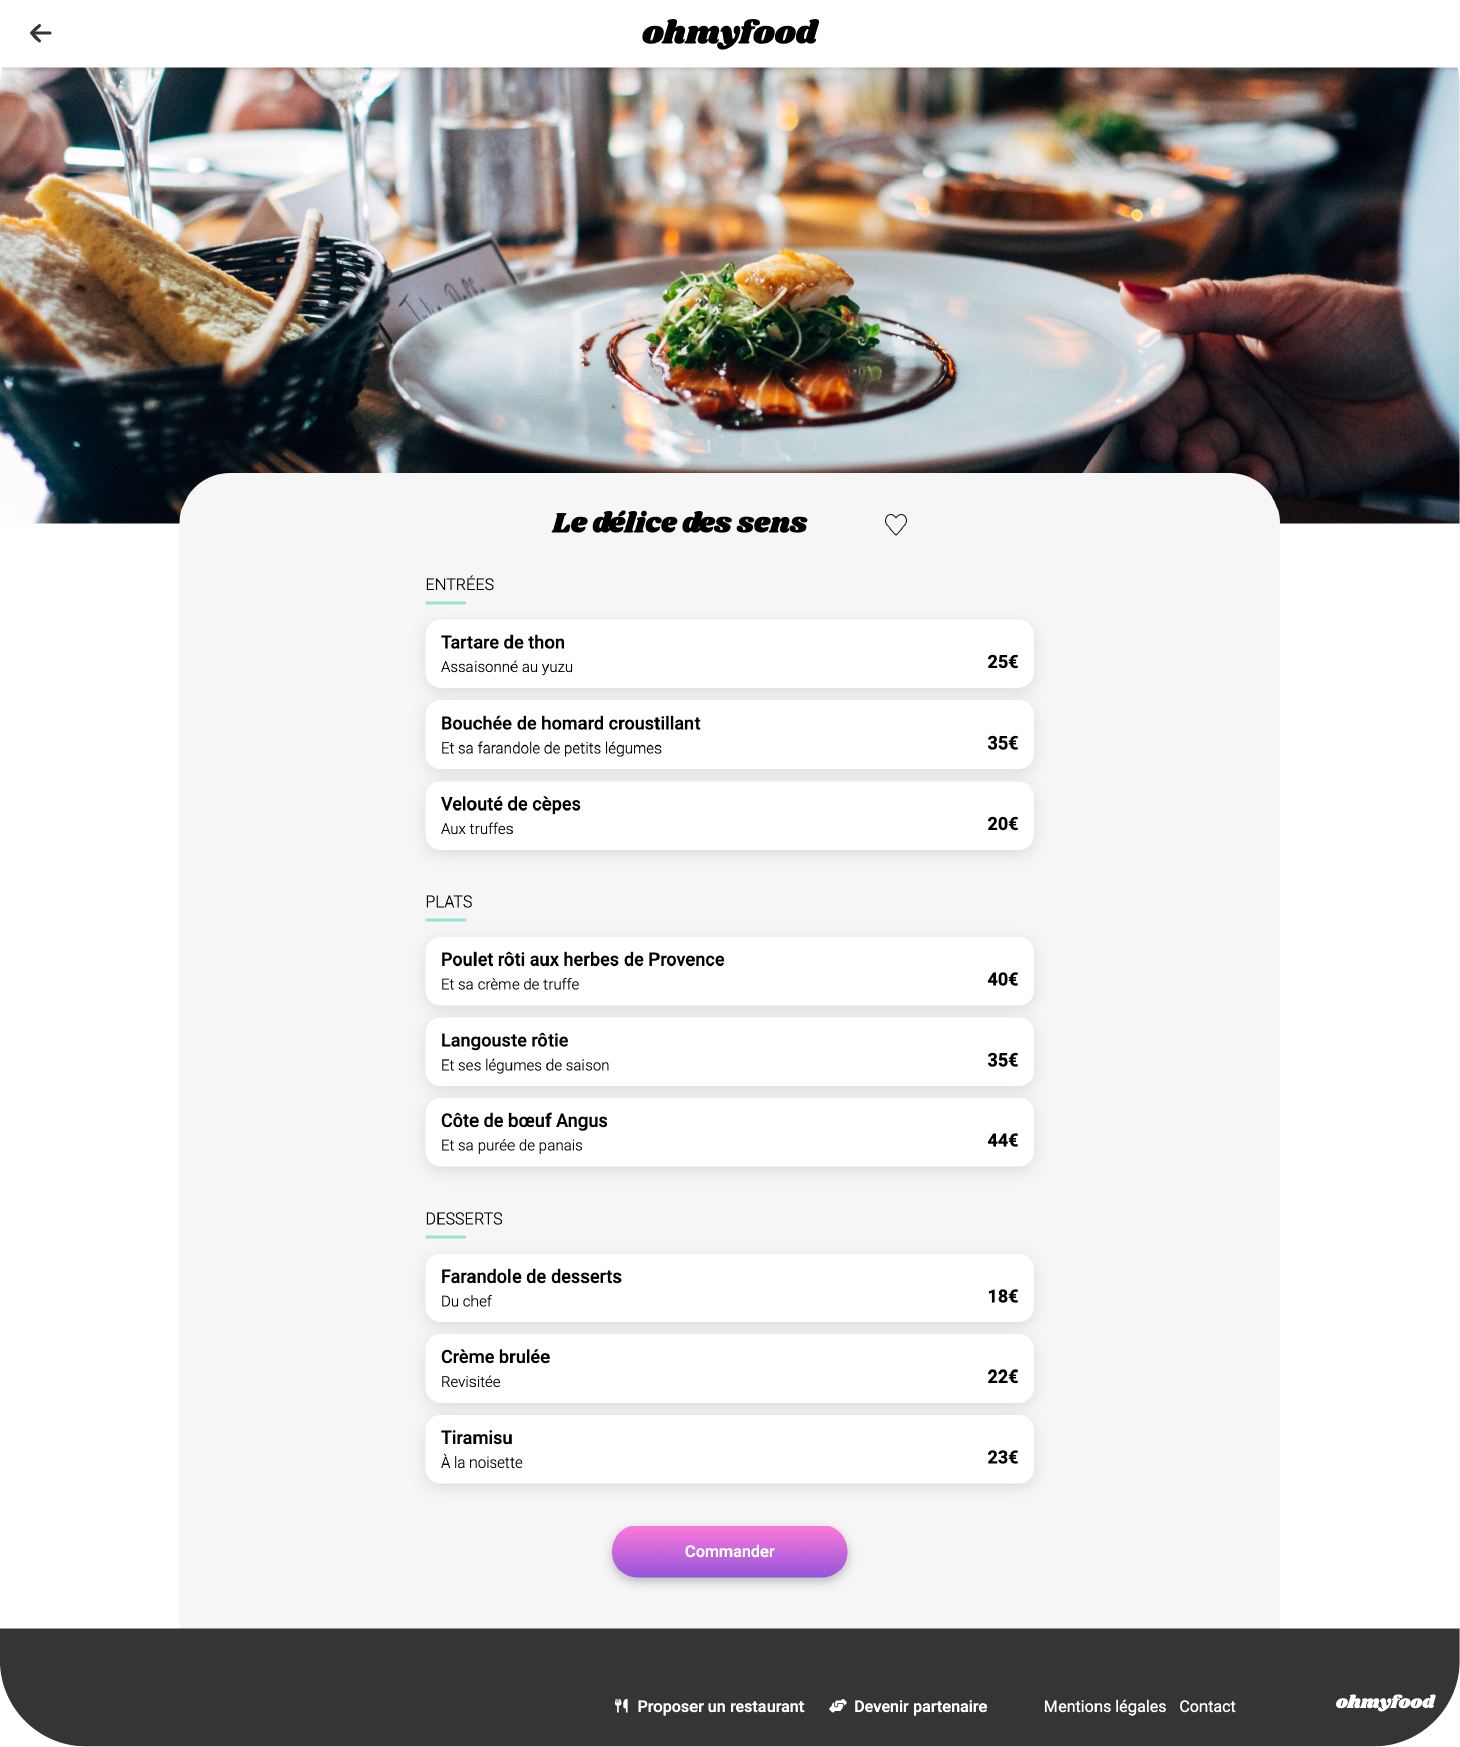 ohmyfood
Le délice des sens
ENTRÉES
Tartare de thon
Assaisonné au yuzu
25€
Bouchée de homard croustillant
Et sa farandole de petits légumes
35€
Velouté de cèpes
Aux truffes
20€
PLATS
Poulet rôti aux herbes de Provence
Et sa crème de truffe
40€
Langouste rôtie
Et ses légumes de saison
35€
Côte de bœuf Angus
Et sa purée de panais
44€
DESSERTS
Farandole de desserts
Du chef
18€
Crème brulée
Revisitée
22€
Tiramisu
À la noisette
23€
Commander
Proposer un restaurant Devenir partenaire Mentions légales Contact ohmyfood